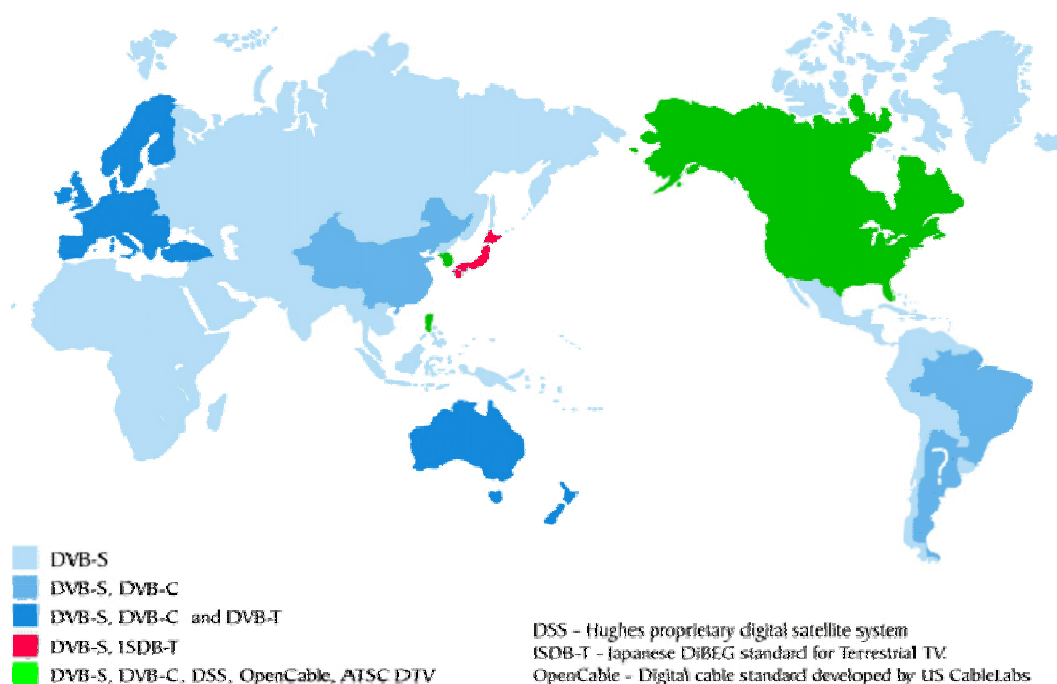 ?
DVB-S
DVB-S, DVB-C
DVB-S, DVB-C and DVB-T
DVB-S, ISDB-T
DVB-S, DVB-C, DSS, OpenCable, ATSC DTV
DSS – Hughes proprietary digital satellite system
ISDB-T - Japanese DiBEG standard for Terrestrial TV.
OpenCable - Digital cable standard developed by US CableLabs